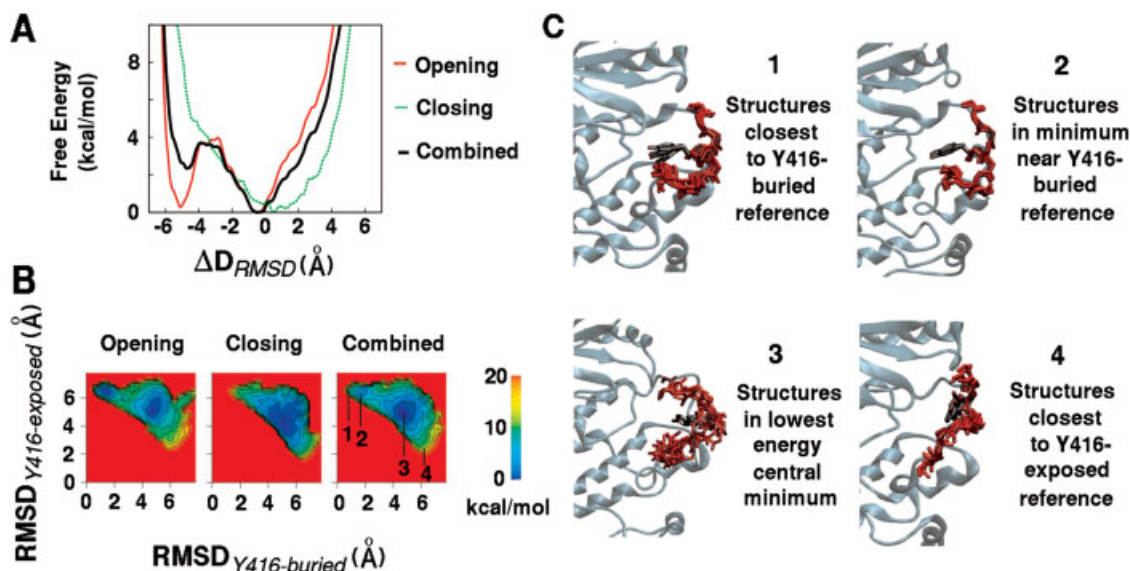 A
Free Energy
(kcal/mol)
8
4
0
-6 -4 -2 0 2 4 6
ΔD_RMSD (Å)
Opening
Closing
Combined
B
RMSD_Y416-exposed (Å)
Opening Closing Combined
6
4
2
0
1 2 3 4
0 2 4 6 0 2 4 6 0 2 4 6
RMSD_Y416-buried (Å)
20
10
0
kcal/mol
C
1
Structures
closest
to Y416-
buried
reference
2
Structures
in minimum
near Y416-
buried
reference
3
Structures
in lowest
energy
central
minimum
4
Structures
closest
to Y416-
exposed
reference